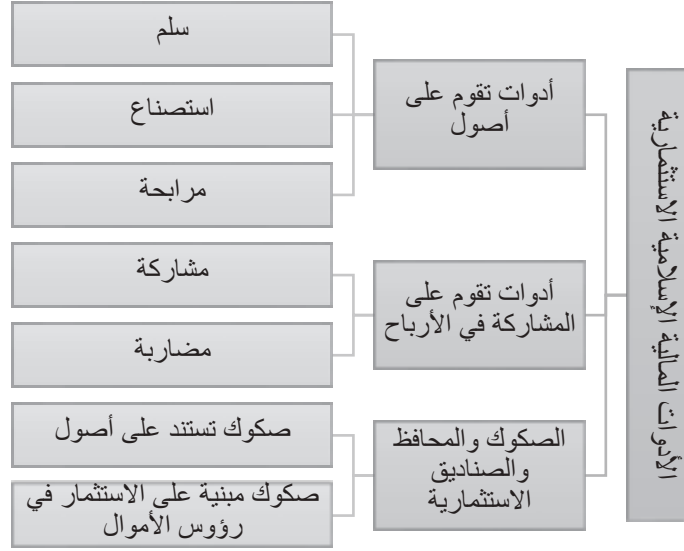 الأدوات المالية الإسلامية الاستثمارية
أدوات تقوم على
أصول
سلم
استصناع
مرابحة
أدوات تقوم على
المشاركة في الأرباح
مشاركة
مضاربة
الصكوك والمحافظ
والصناديق
الاستثمارية
صكوك تستند على أصول
صكوك مبنية على الاستثمار في
رؤوس الأموال